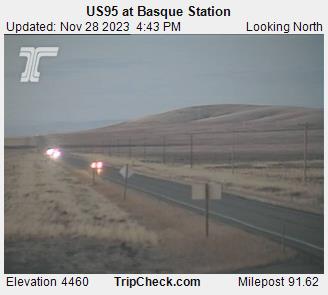 US95 at Basque Station
Updated: Nov 28 2023 4:43 PM Looking North
Elevation 4460 TripCheck.com Milepost 91.62